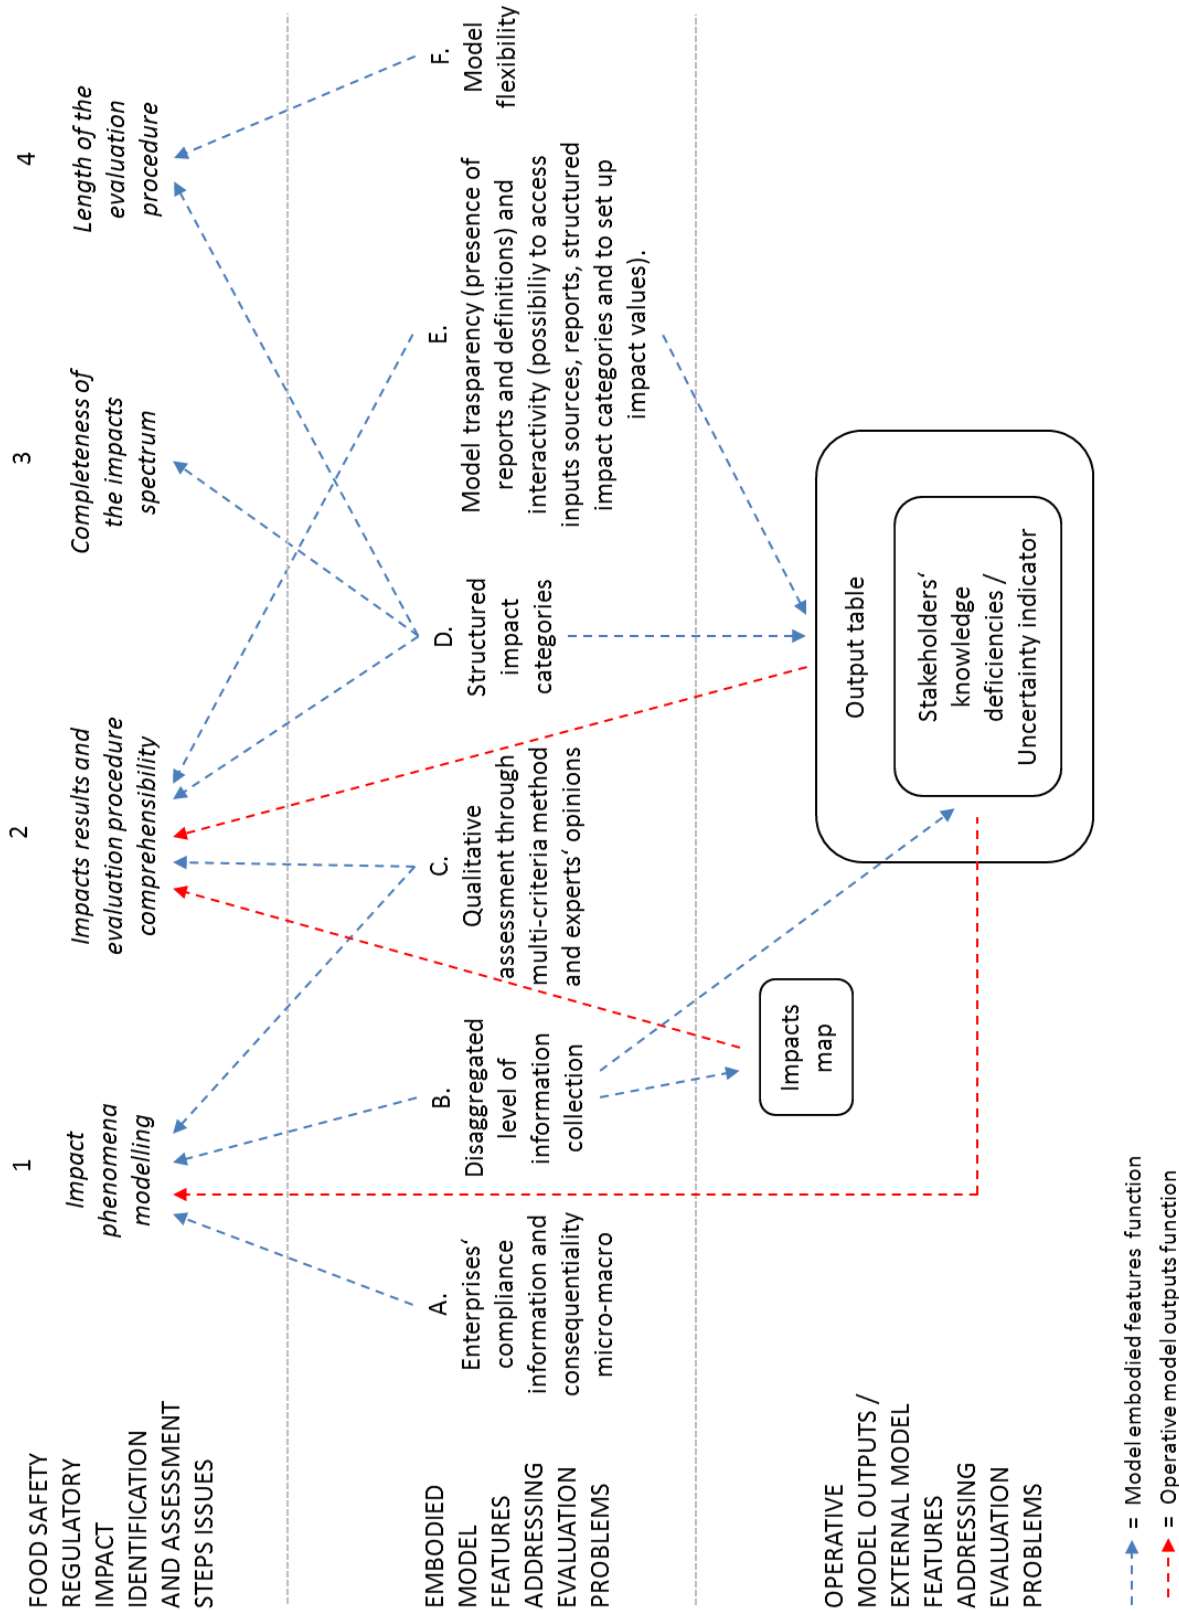 FOOD SAFETY
REGULATORY
IMPACT
IDENTIFICATION
AND ASSESSMENT
STEPS ISSUES
1
Impact
phenomena
modelling
2
Impacts results and
evaluation procedure
comprehensibility
3
Completeness of
the impacts
spectrum
4
Length of the
evaluation
procedure
EMBODIED
MODEL
FEATURES
ADDRESSING
EVALUATION
PROBLEMS
A.
Enterprises‘
compliance
information and
consequentiality
micro-macro
B.
Disaggregated
level of
information
collection
C.
Qualitative
assessment through
multi-criteria method
and experts‘ opinions
D.
Structured
impact
categories
E.
Model trasparency (presence of
reports and definitions) and
interactivity (possibiliy to access
inputs sources, reports, structured
impact categories and to set up
impact values).
F.
Model
flexibility
OPERATIVE
MODEL OUTPUTS /
EXTERNAL MODEL
FEATURES
ADDRESSING
EVALUATION
PROBLEMS
Impacts
map
Output table
Stakeholders‘
knowledge
deficiencies /
Uncertainty indicator
= Model embodied features function
= Operative model outputs function